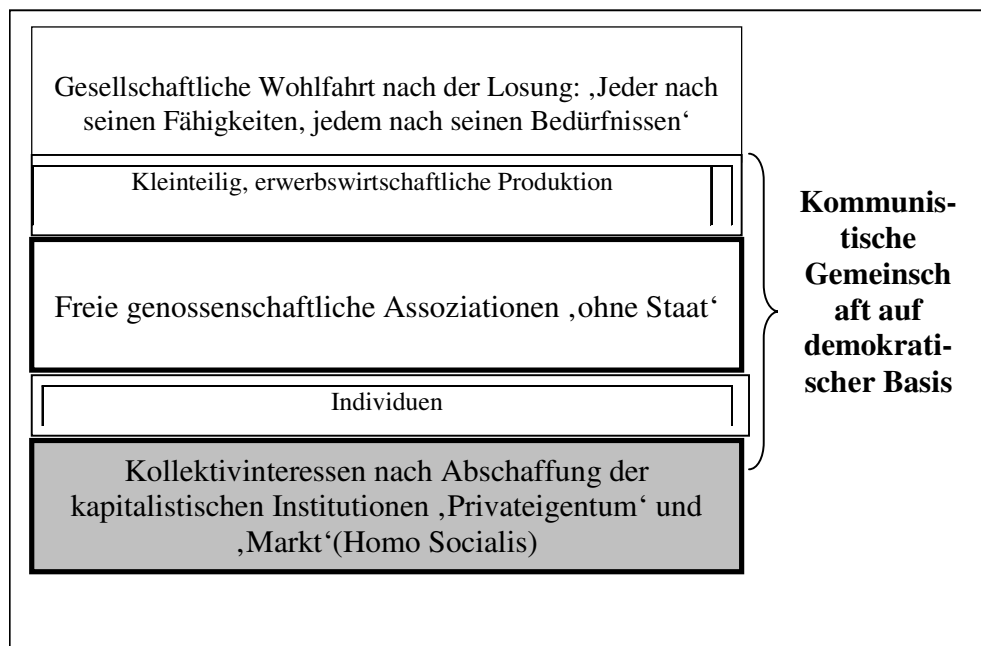 Gesellschaftliche Wohlfahrt nach der Losung: ‚Jeder nach
seinen Fähigkeiten, jedem nach seinen Bedürfnissen‘
Kleinteilig, erwerbswirtschaftliche Produktion
Freie genossenschaftliche Assoziationen ‚ohne Staat‘
Individuen
Kollektivinteressen nach Abschaffung der
kapitalistischen Institutionen ‚Privateigentum‘ und
‚Markt‘(Homo Socialis)
Kommunis-
tische
Gemeinsch
aft auf
demokrati-
scher Basis